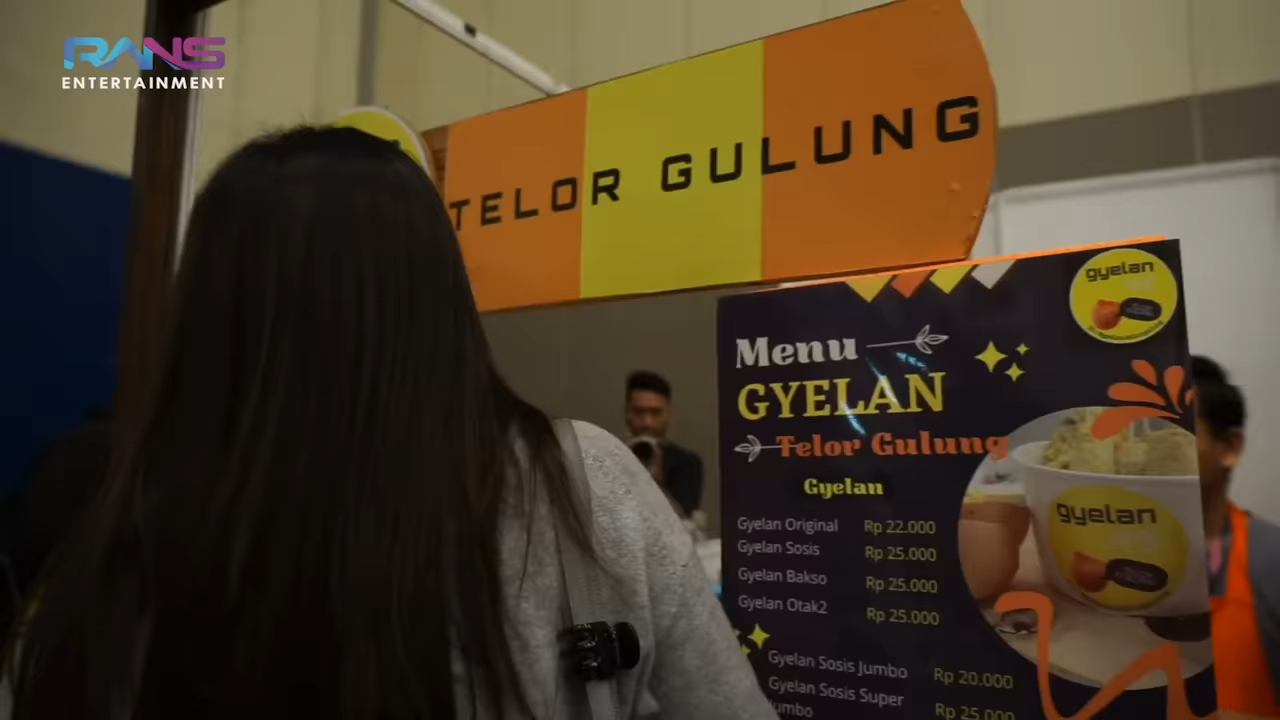 RANS
ENTERTAINMENT
TELOR GULUNG
gyelan
Menu
GYELAN
Telor Gulung
Gyelan
Gyelan Original Rp 22.000
Gyelan Sosis Rp 25.000
Gyelan Bakso Rp 25.000
Gyelan Otak2 Rp 25.000
Gyelan Sosis Jumbo Rp 20.000
Gyelan Sosis Super Rp 25.000
Jumbo
gyelan